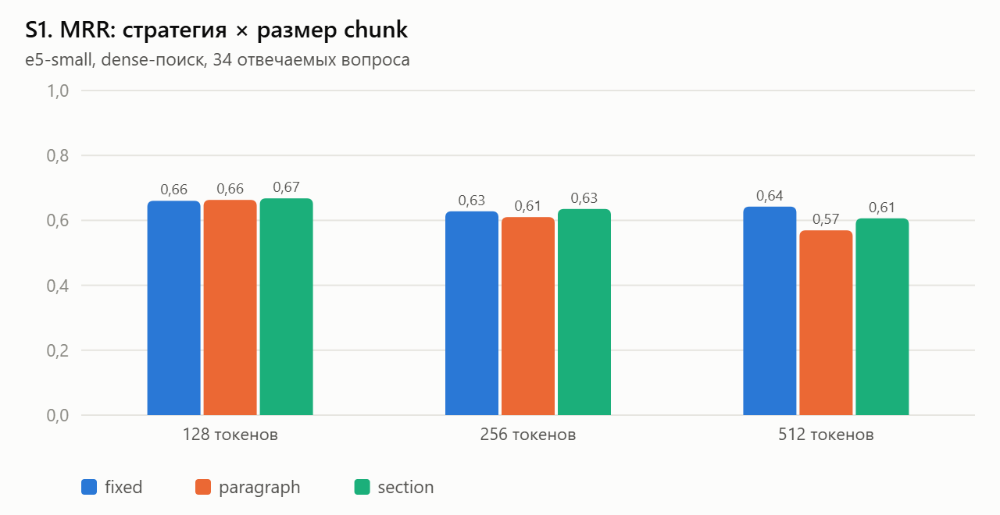 S1. MRR: стратегия × размер chunk
e5-small, dense-поиск, 34 отвечаемых вопроса
1,0
0,8
0,6
0,4
0,2
0,0
0,66 0,66 0,67
0,63 0,61 0,63
0,64 0,57 0,61
128 токенов 256 токенов 512 токенов
fixed paragraph section